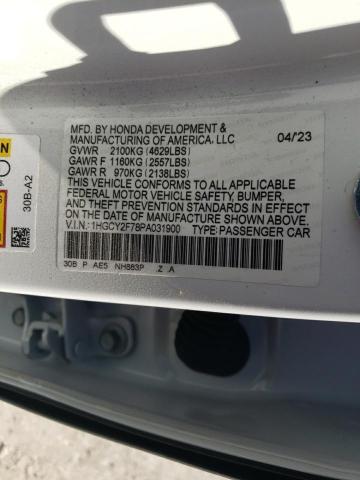 MFD. BY HONDA DEVELOPMENT &
MANUFACTURING OF AMERICA, LLC 04/23
GVWR 2100KG (4629LBS)
GAWR F 1160KG (2557LBS)
GAWR R 970KG (2138LBS)
THIS VEHICLE CONFORMS TO ALL APPLICABLE
FEDERAL MOTOR VEHICLE SAFETY, BUMPER,
AND THEFT PREVENTION STANDARDS IN EFFECT
ON THE DATE OF MANUFACTURE SHOWN ABOVE.
V.I.N.: 1HGCY2F78PA031900 TYPE: PASSENGER CAR
30B P AE5 NH883P Z A
30B-A2